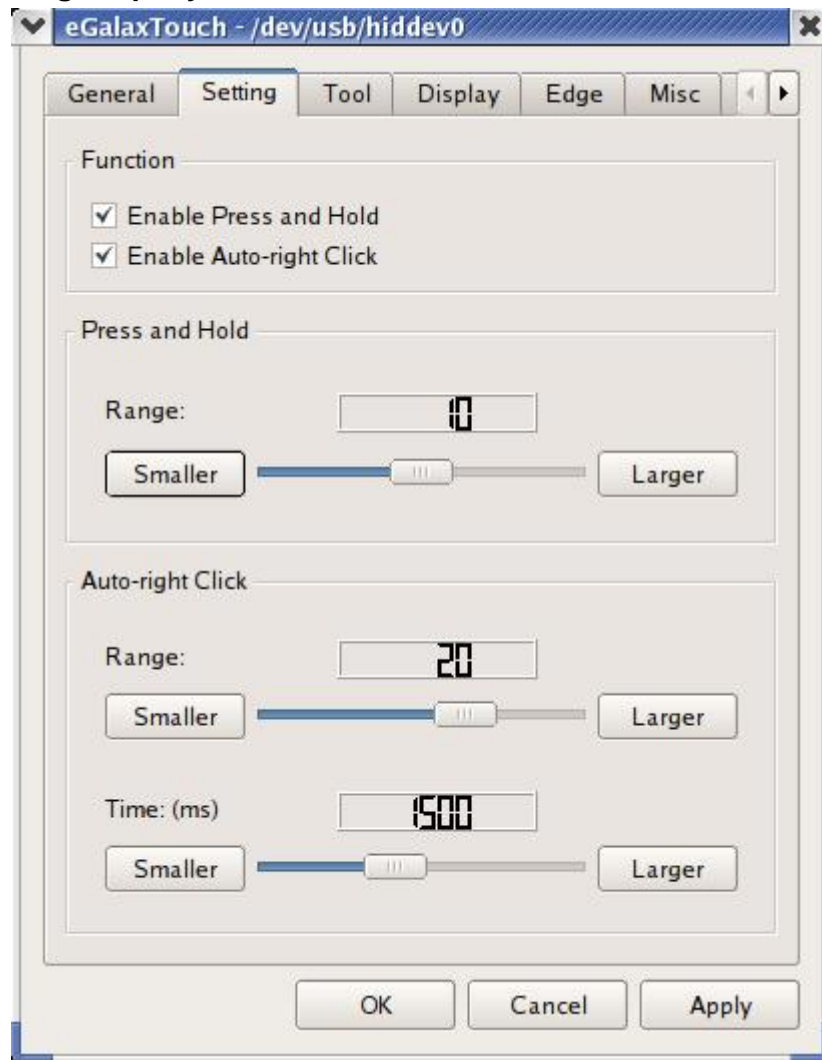 eGalaxTouch - /dev/usb/hiddev0
General Setting Tool Display Edge Misc
Function
Enable Press and Hold
Enable Auto-right Click
Press and Hold
Range: 10
Smaller Larger
Auto-right Click
Range: 20
Smaller Larger
Time: (ms) 1500
Smaller Larger
OK Cancel Apply